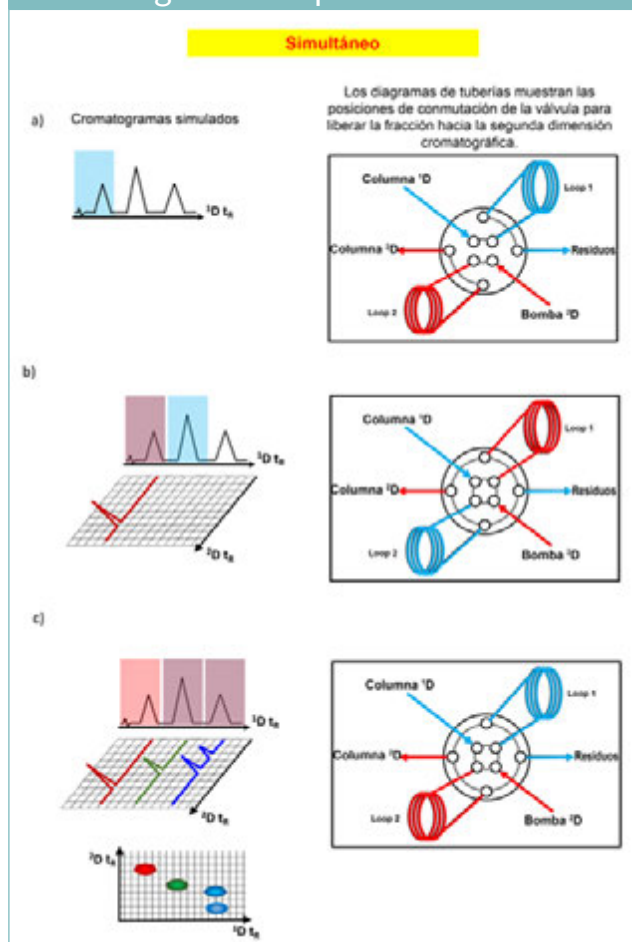 Simultáneo
a) Cromatogramas simulados
¹D tR
Los diagramas de tuberías muestran las
posiciones de conmutación de la válvula para
liberar la fracción hacia la segunda dimensión
cromatográfica.
Columna ¹D
Loop 1
Columna ²D
Residuos
Loop 2
Bomba ²D
b)
¹D tR
²D tR
Columna ¹D
Loop 1
Columna ²D
Residuos
Loop 2
Bomba ²D
c)
¹D tR
²D tR
²D tR
¹D tR
Columna ¹D
Loop 1
Columna ²D
Residuos
Loop 2
Bomba ²D